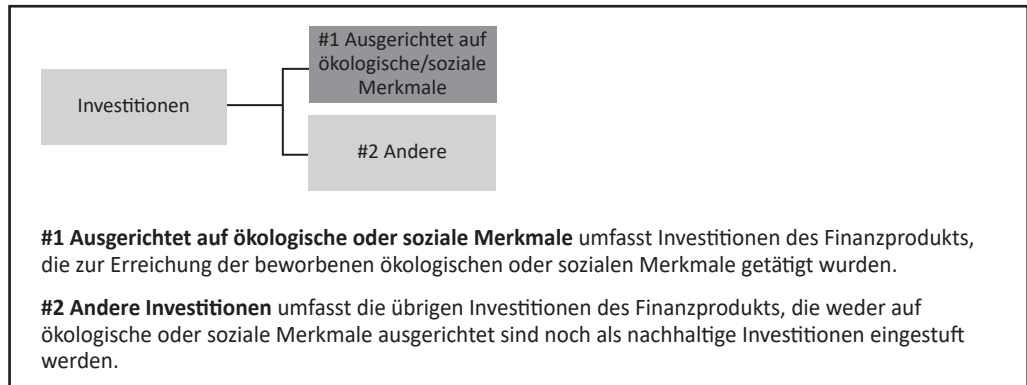 #1 Ausgerichtet auf
ökologische/soziale
Merkmale
Investitionen
#2 Andere
#1 Ausgerichtet auf ökologische oder soziale Merkmale umfasst Investitionen des Finanzprodukts,
die zur Erreichung der beworbenen ökologischen oder sozialen Merkmale getätigt wurden.
#2 Andere Investitionen umfasst die übrigen Investitionen des Finanzprodukts, die weder auf
ökologische oder soziale Merkmale ausgerichtet sind noch als nachhaltige Investitionen eingestuft
werden.